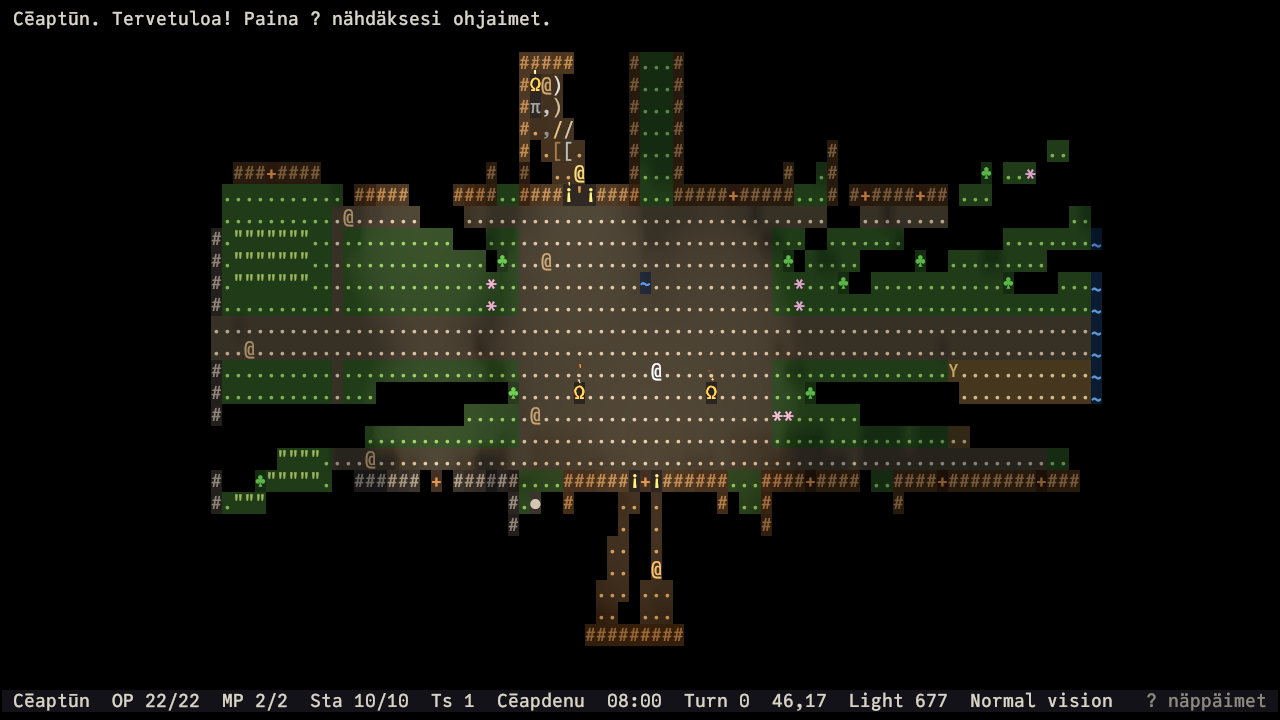 Cēaptūn. Tervetuloa! Paina ? nähdäksesi ohjaimet.
Cēaptūn OP 22/22 MP 2/2 Sta 10/10 Ts 1 Cēapdenu 08:00 Turn 0 46,17 Light 677 Normal vision ? näppäimet